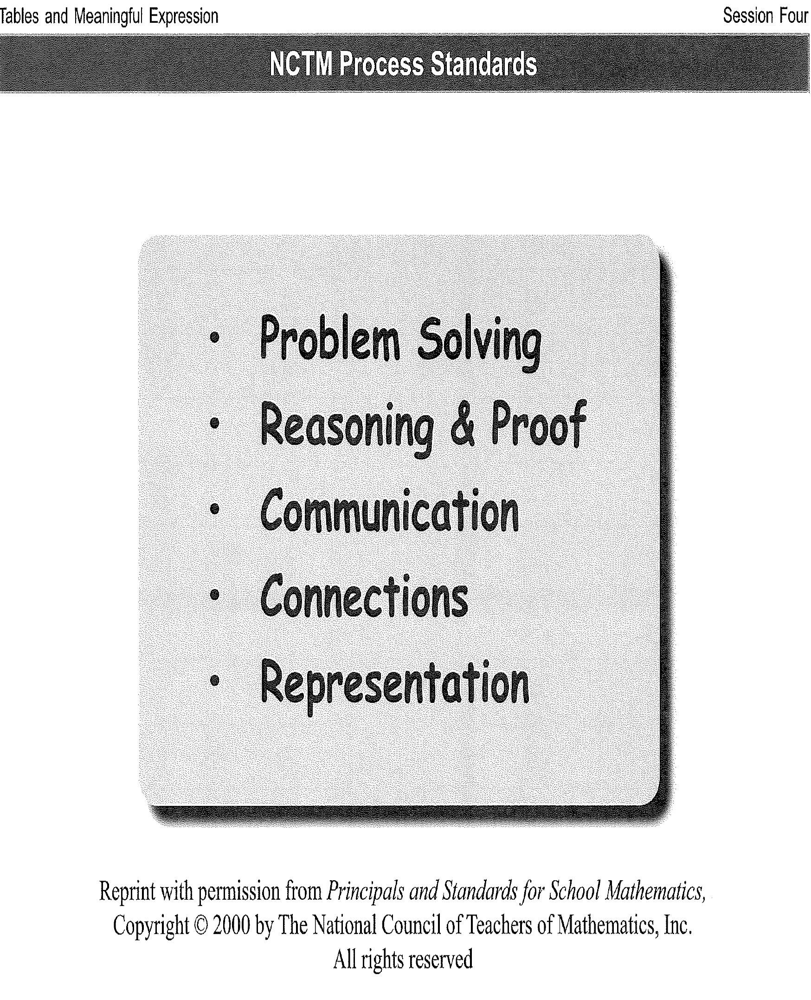 Tables and Meaningful Expression
Session Four
NCTM Process Standards
• Problem Solving
• Reasoning & Proof
• Communication
• Connections
• Representation
Reprint with permission from Principals and Standards for School Mathematics,
Copyright © 2000 by The National Council of Teachers of Mathematics, Inc.
All rights reserved